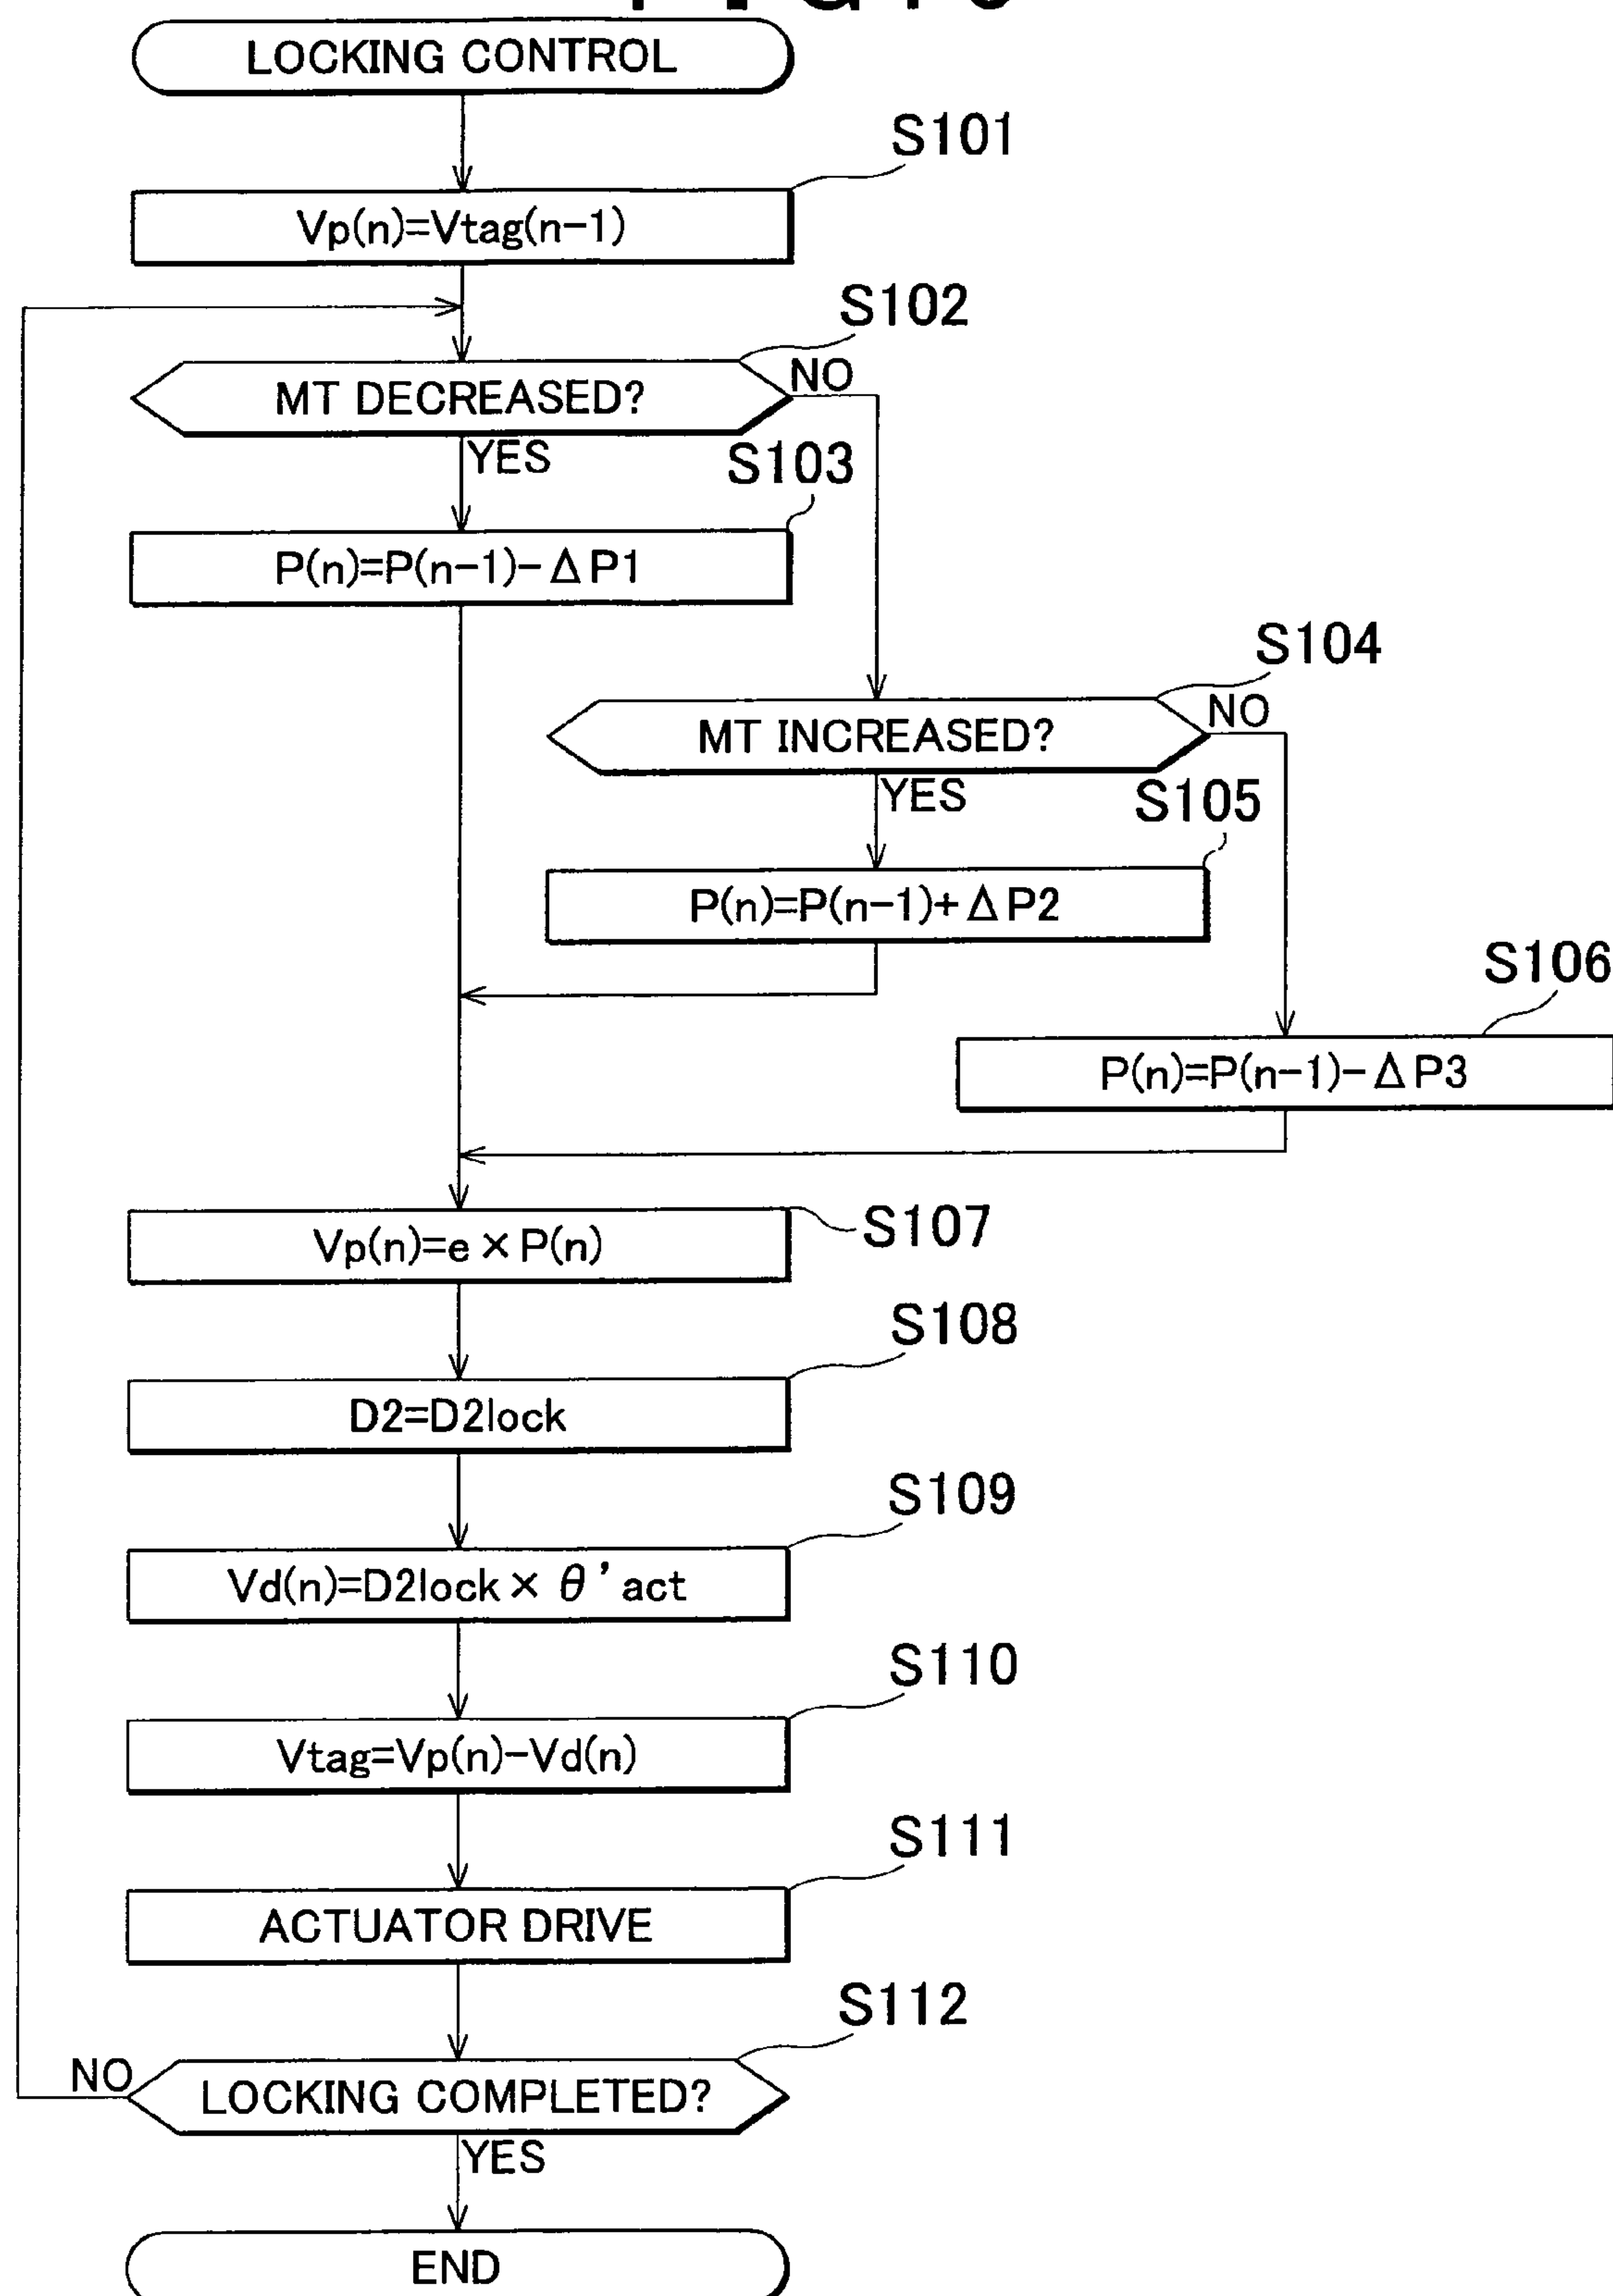 LOCKING CONTROL
S101
Vp(n)=Vtag(n-1)
S102
MT DECREASED?
NO
YES
S103
P(n)=P(n-1)-ΔP1
S104
MT INCREASED?
NO
YES
S105
P(n)=P(n-1)+ΔP2
S106
P(n)=P(n-1)-ΔP3
S107
Vp(n)=e×P(n)
S108
D2=D2lock
S109
Vd(n)=D2lock×θ'act
S110
Vtag=Vp(n)-Vd(n)
S111
ACTUATOR DRIVE
S112
NO
LOCKING COMPLETED?
YES
END